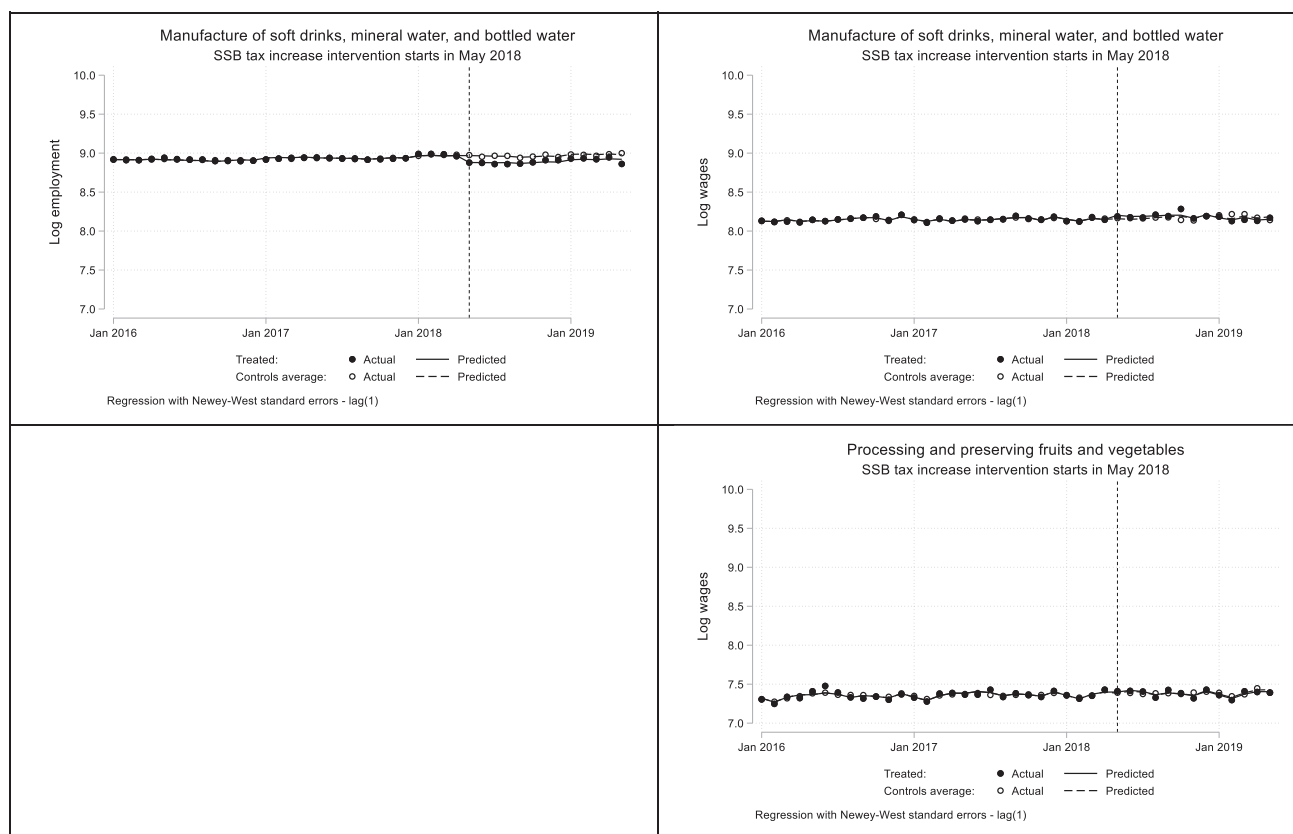 Manufacture of soft drinks, mineral water, and bottled water
SSB tax increase intervention starts in May 2018
10.0
9.5
9.0
8.5
8.0
7.5
7.0
Log employment
Jan 2016 Jan 2017 Jan 2018 Jan 2019
Treated: Actual Predicted
Controls average: Actual Predicted
Regression with Newey-West standard errors - lag(1)
Manufacture of soft drinks, mineral water, and bottled water
SSB tax increase intervention starts in May 2018
10.0
9.5
9.0
8.5
8.0
7.5
7.0
Log wages
Jan 2016 Jan 2017 Jan 2018 Jan 2019
Treated: Actual Predicted
Controls average: Actual Predicted
Regression with Newey-West standard errors - lag(1)
Processing and preserving fruits and vegetables
SSB tax increase intervention starts in May 2018
10.0
9.5
9.0
8.5
8.0
7.5
7.0
Log wages
Jan 2016 Jan 2017 Jan 2018 Jan 2019
Treated: Actual Predicted
Controls average: Actual Predicted
Regression with Newey-West standard errors - lag(1)